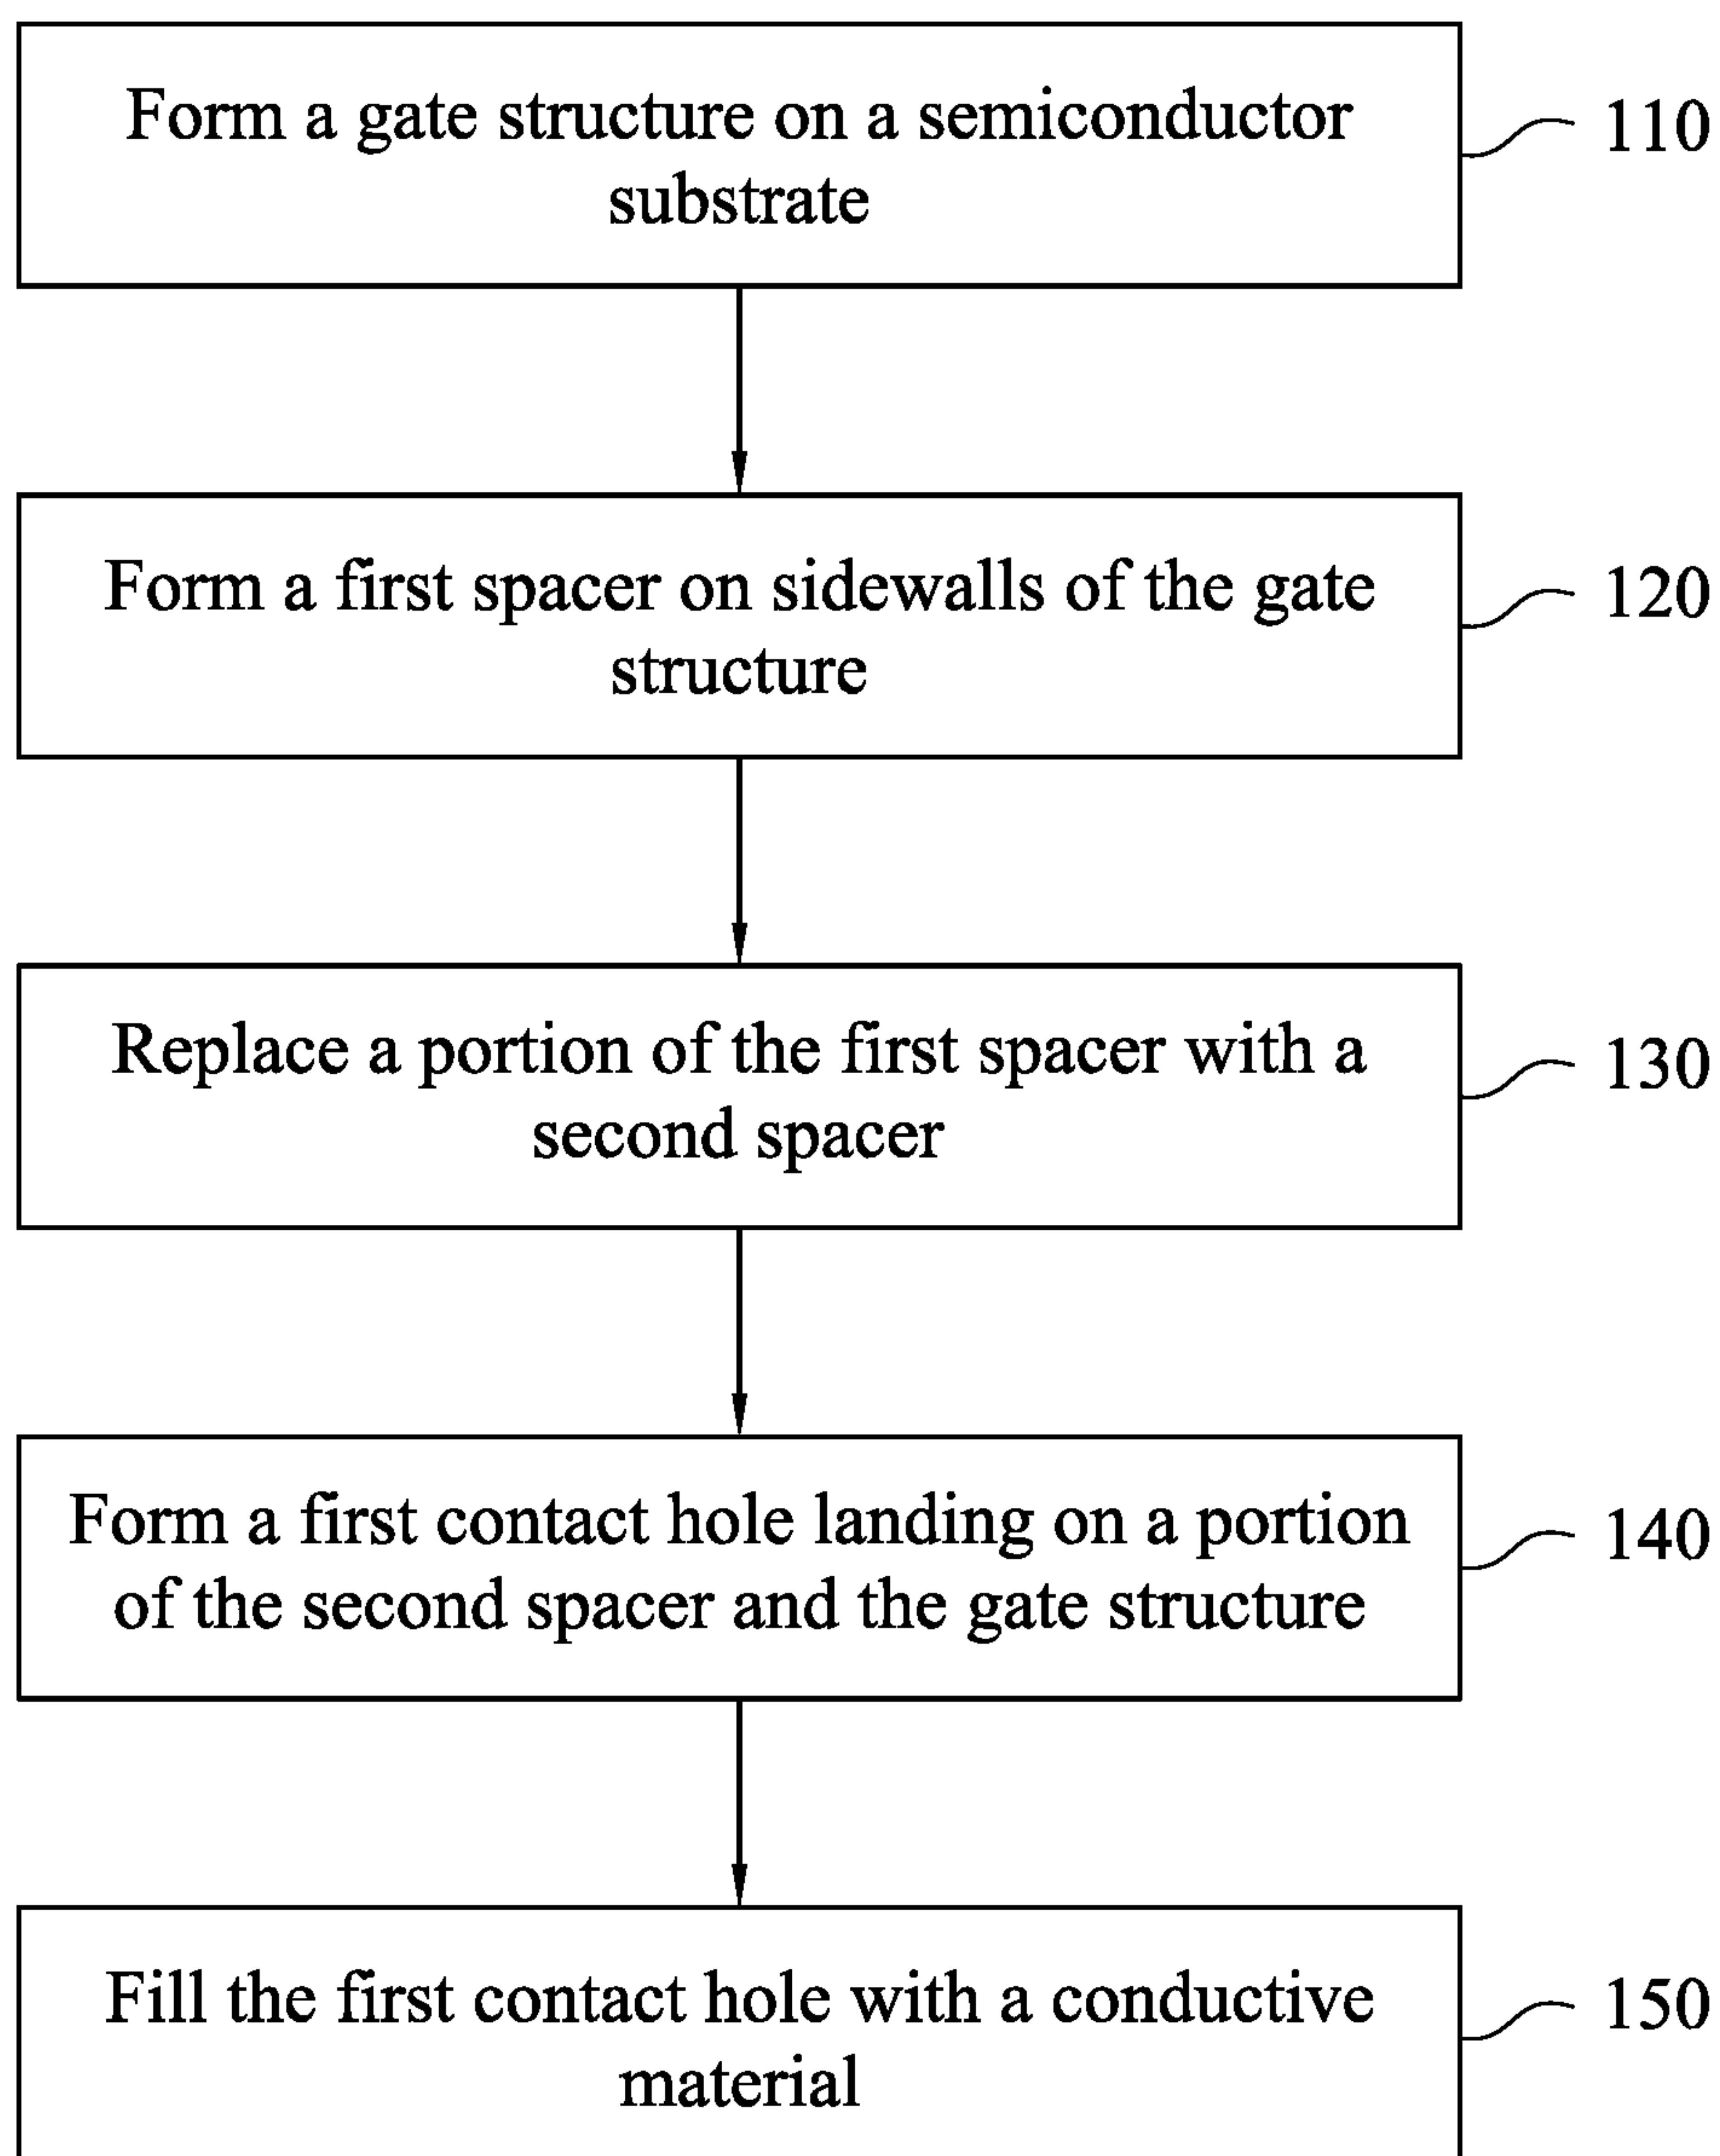 Form a gate structure on a semiconductor
substrate
110
Form a first spacer on sidewalls of the gate
structure
120
Replace a portion of the first spacer with a
second spacer
130
Form a first contact hole landing on a portion
of the second spacer and the gate structure
140
Fill the first contact hole with a conductive
material
150